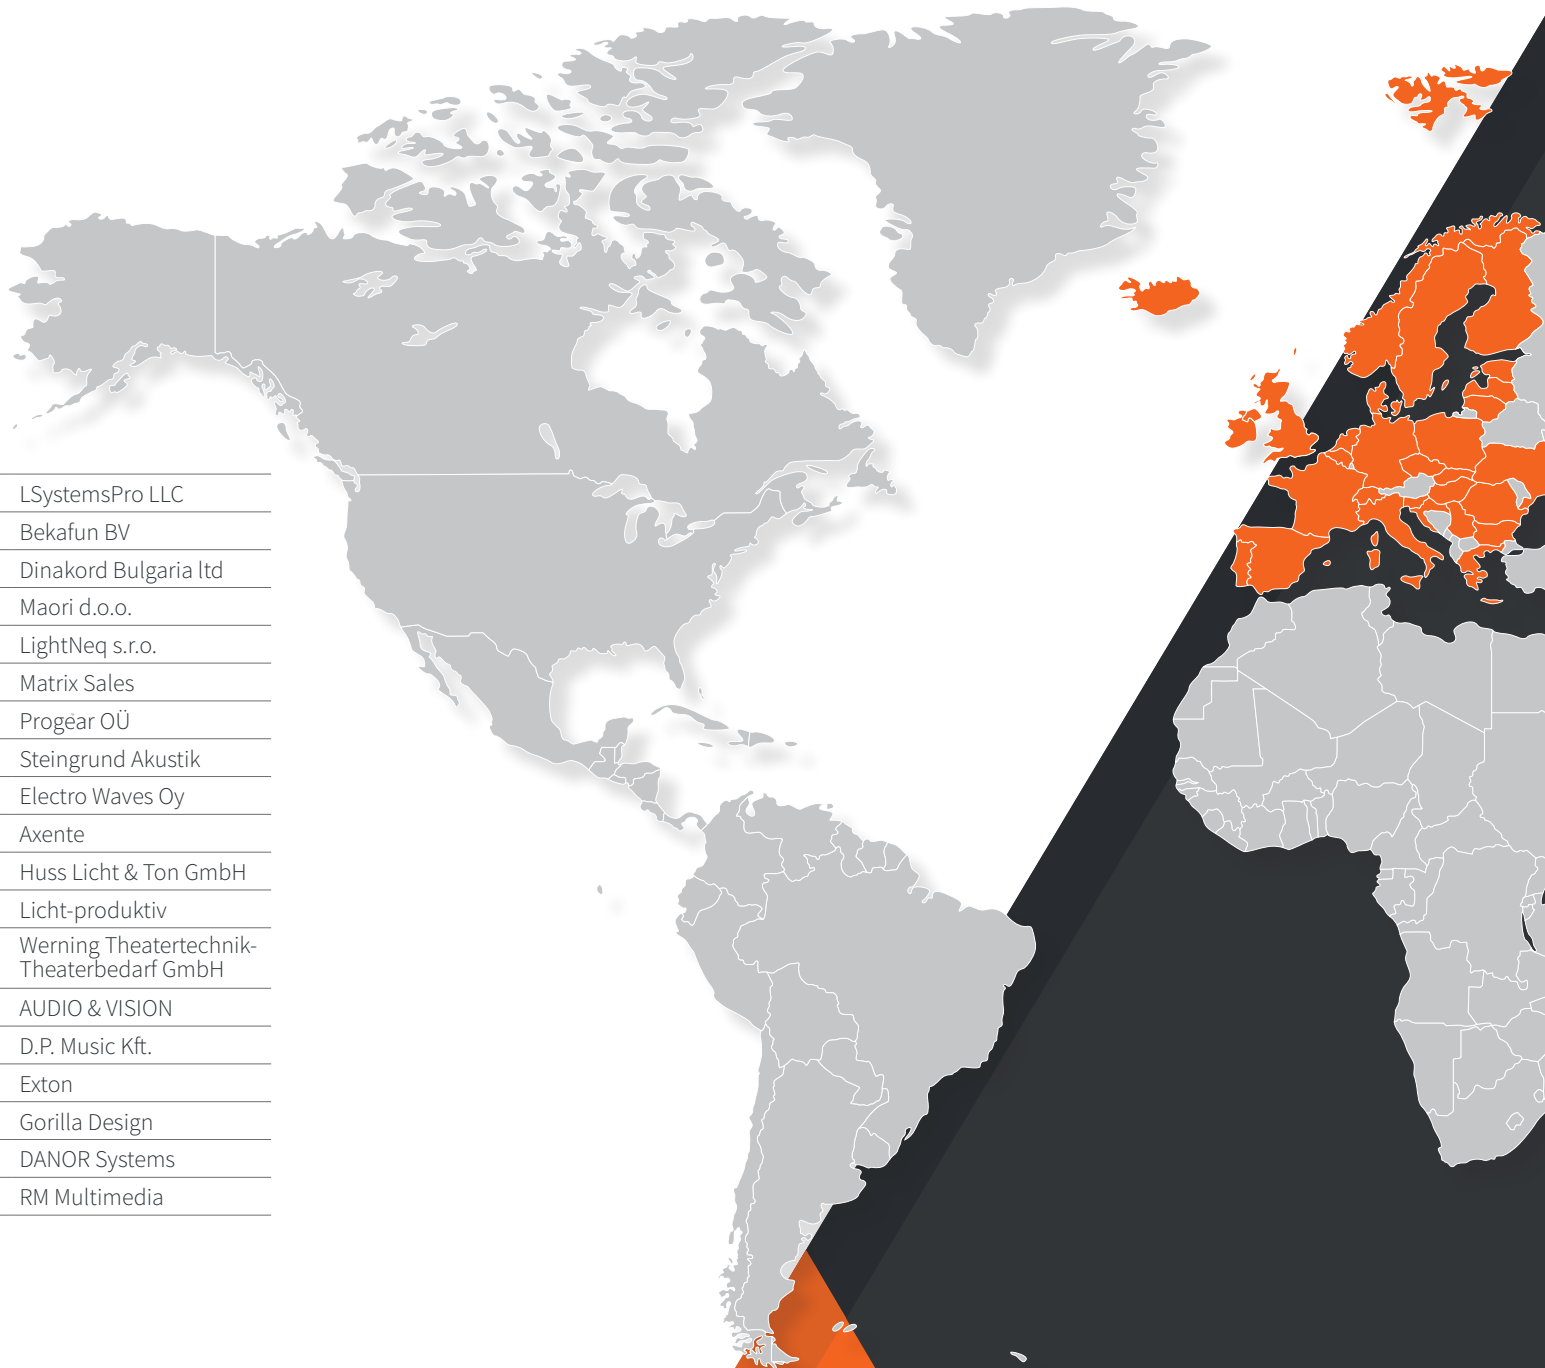 LSystemsPro LLC
Bekafun BV
Dinakord Bulgaria ltd
Maori d.o.o.
LightNeq s.r.o.
Matrix Sales
Progear OÜ
Steingrund Akustik
Electro Waves Oy
Axente
Huss Licht & Ton GmbH
Licht-produktiv
Werning Theatertechnik-
Theaterbedarf GmbH
AUDIO & VISION
D.P. Music Kft.
Exton
Gorilla Design
DANOR Systems
RM Multimedia